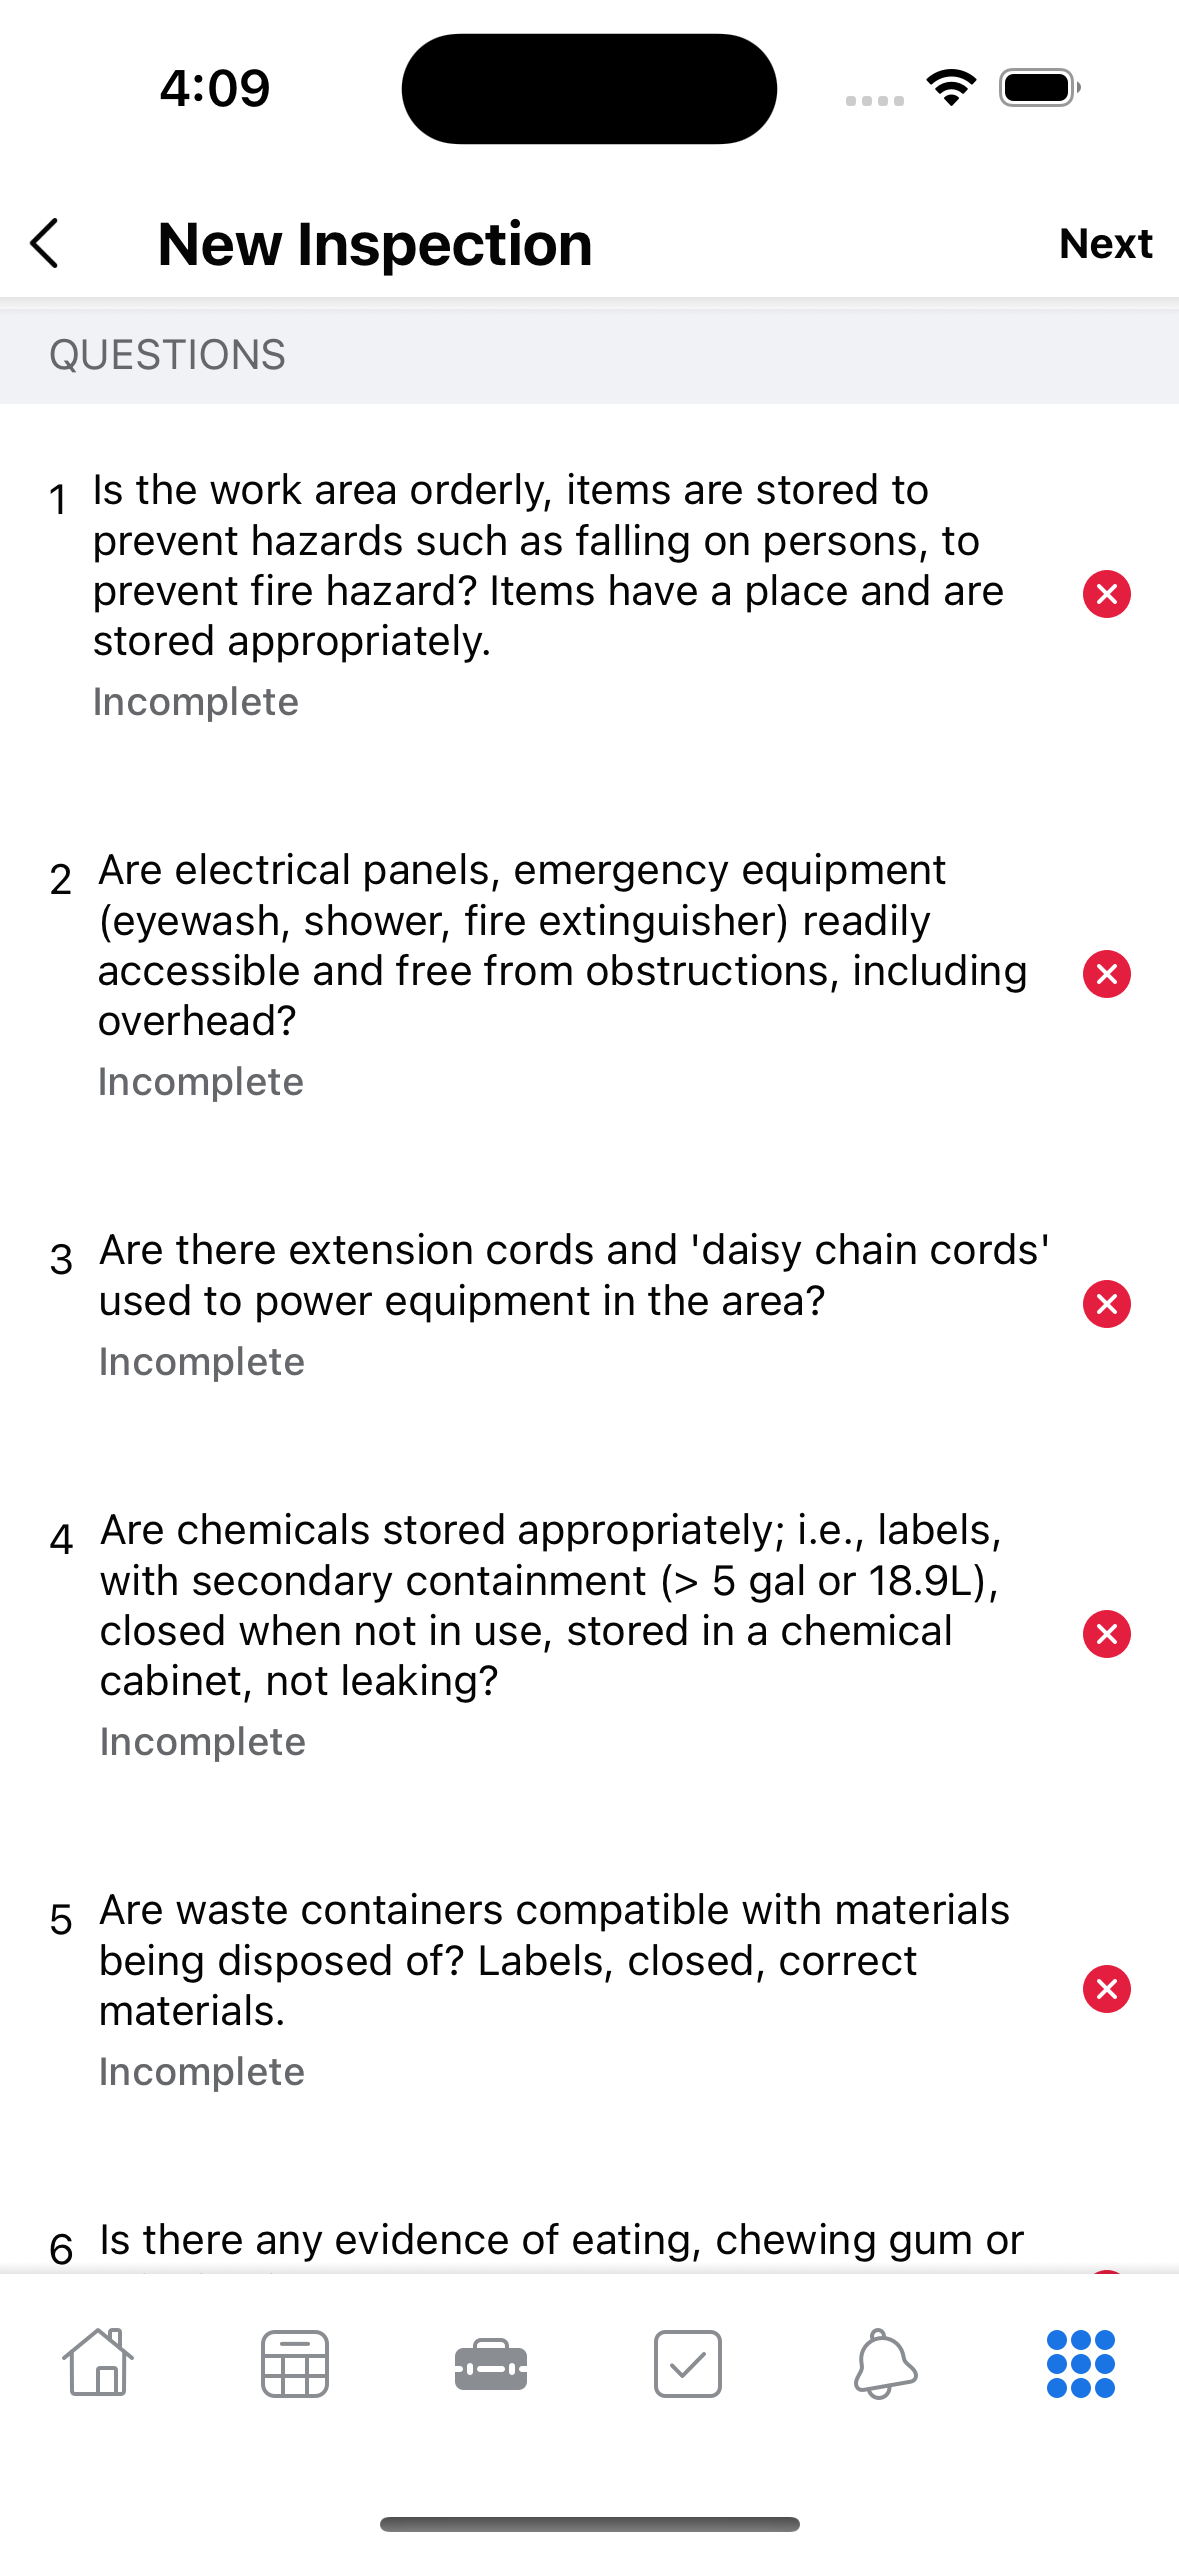 4:09
New Inspection
Next
QUESTIONS
1 Is the work area orderly, items are stored to
prevent hazards such as falling on persons, to
prevent fire hazard? Items have a place and are
stored appropriately.
Incomplete
2 Are electrical panels, emergency equipment
(eyewash, shower, fire extinguisher) readily
accessible and free from obstructions, including
overhead?
Incomplete
3 Are there extension cords and 'daisy chain cords'
used to power equipment in the area?
Incomplete
4 Are chemicals stored appropriately; i.e., labels,
with secondary containment (> 5 gal or 18.9L),
closed when not in use, stored in a chemical
cabinet, not leaking?
Incomplete
5 Are waste containers compatible with materials
being disposed of? Labels, closed, correct
materials.
Incomplete
6 Is there any evidence of eating, chewing gum or